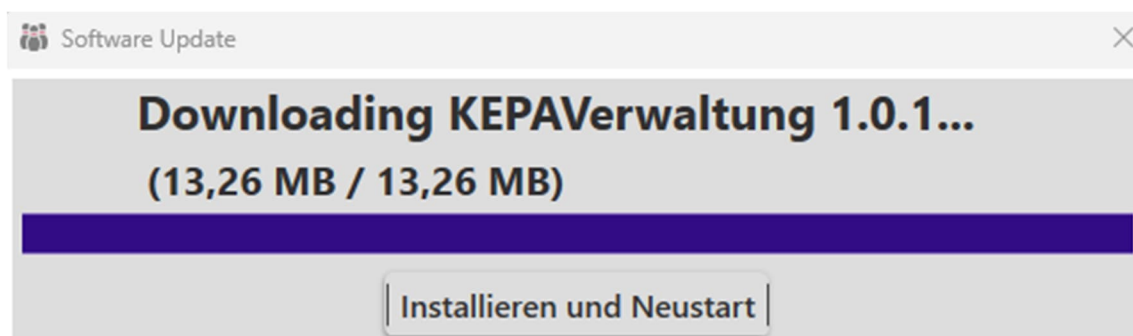 Software Update
Downloading KEPAVerwaltung 1.0.1...
(13,26 MB / 13,26 MB)
Installieren und Neustart